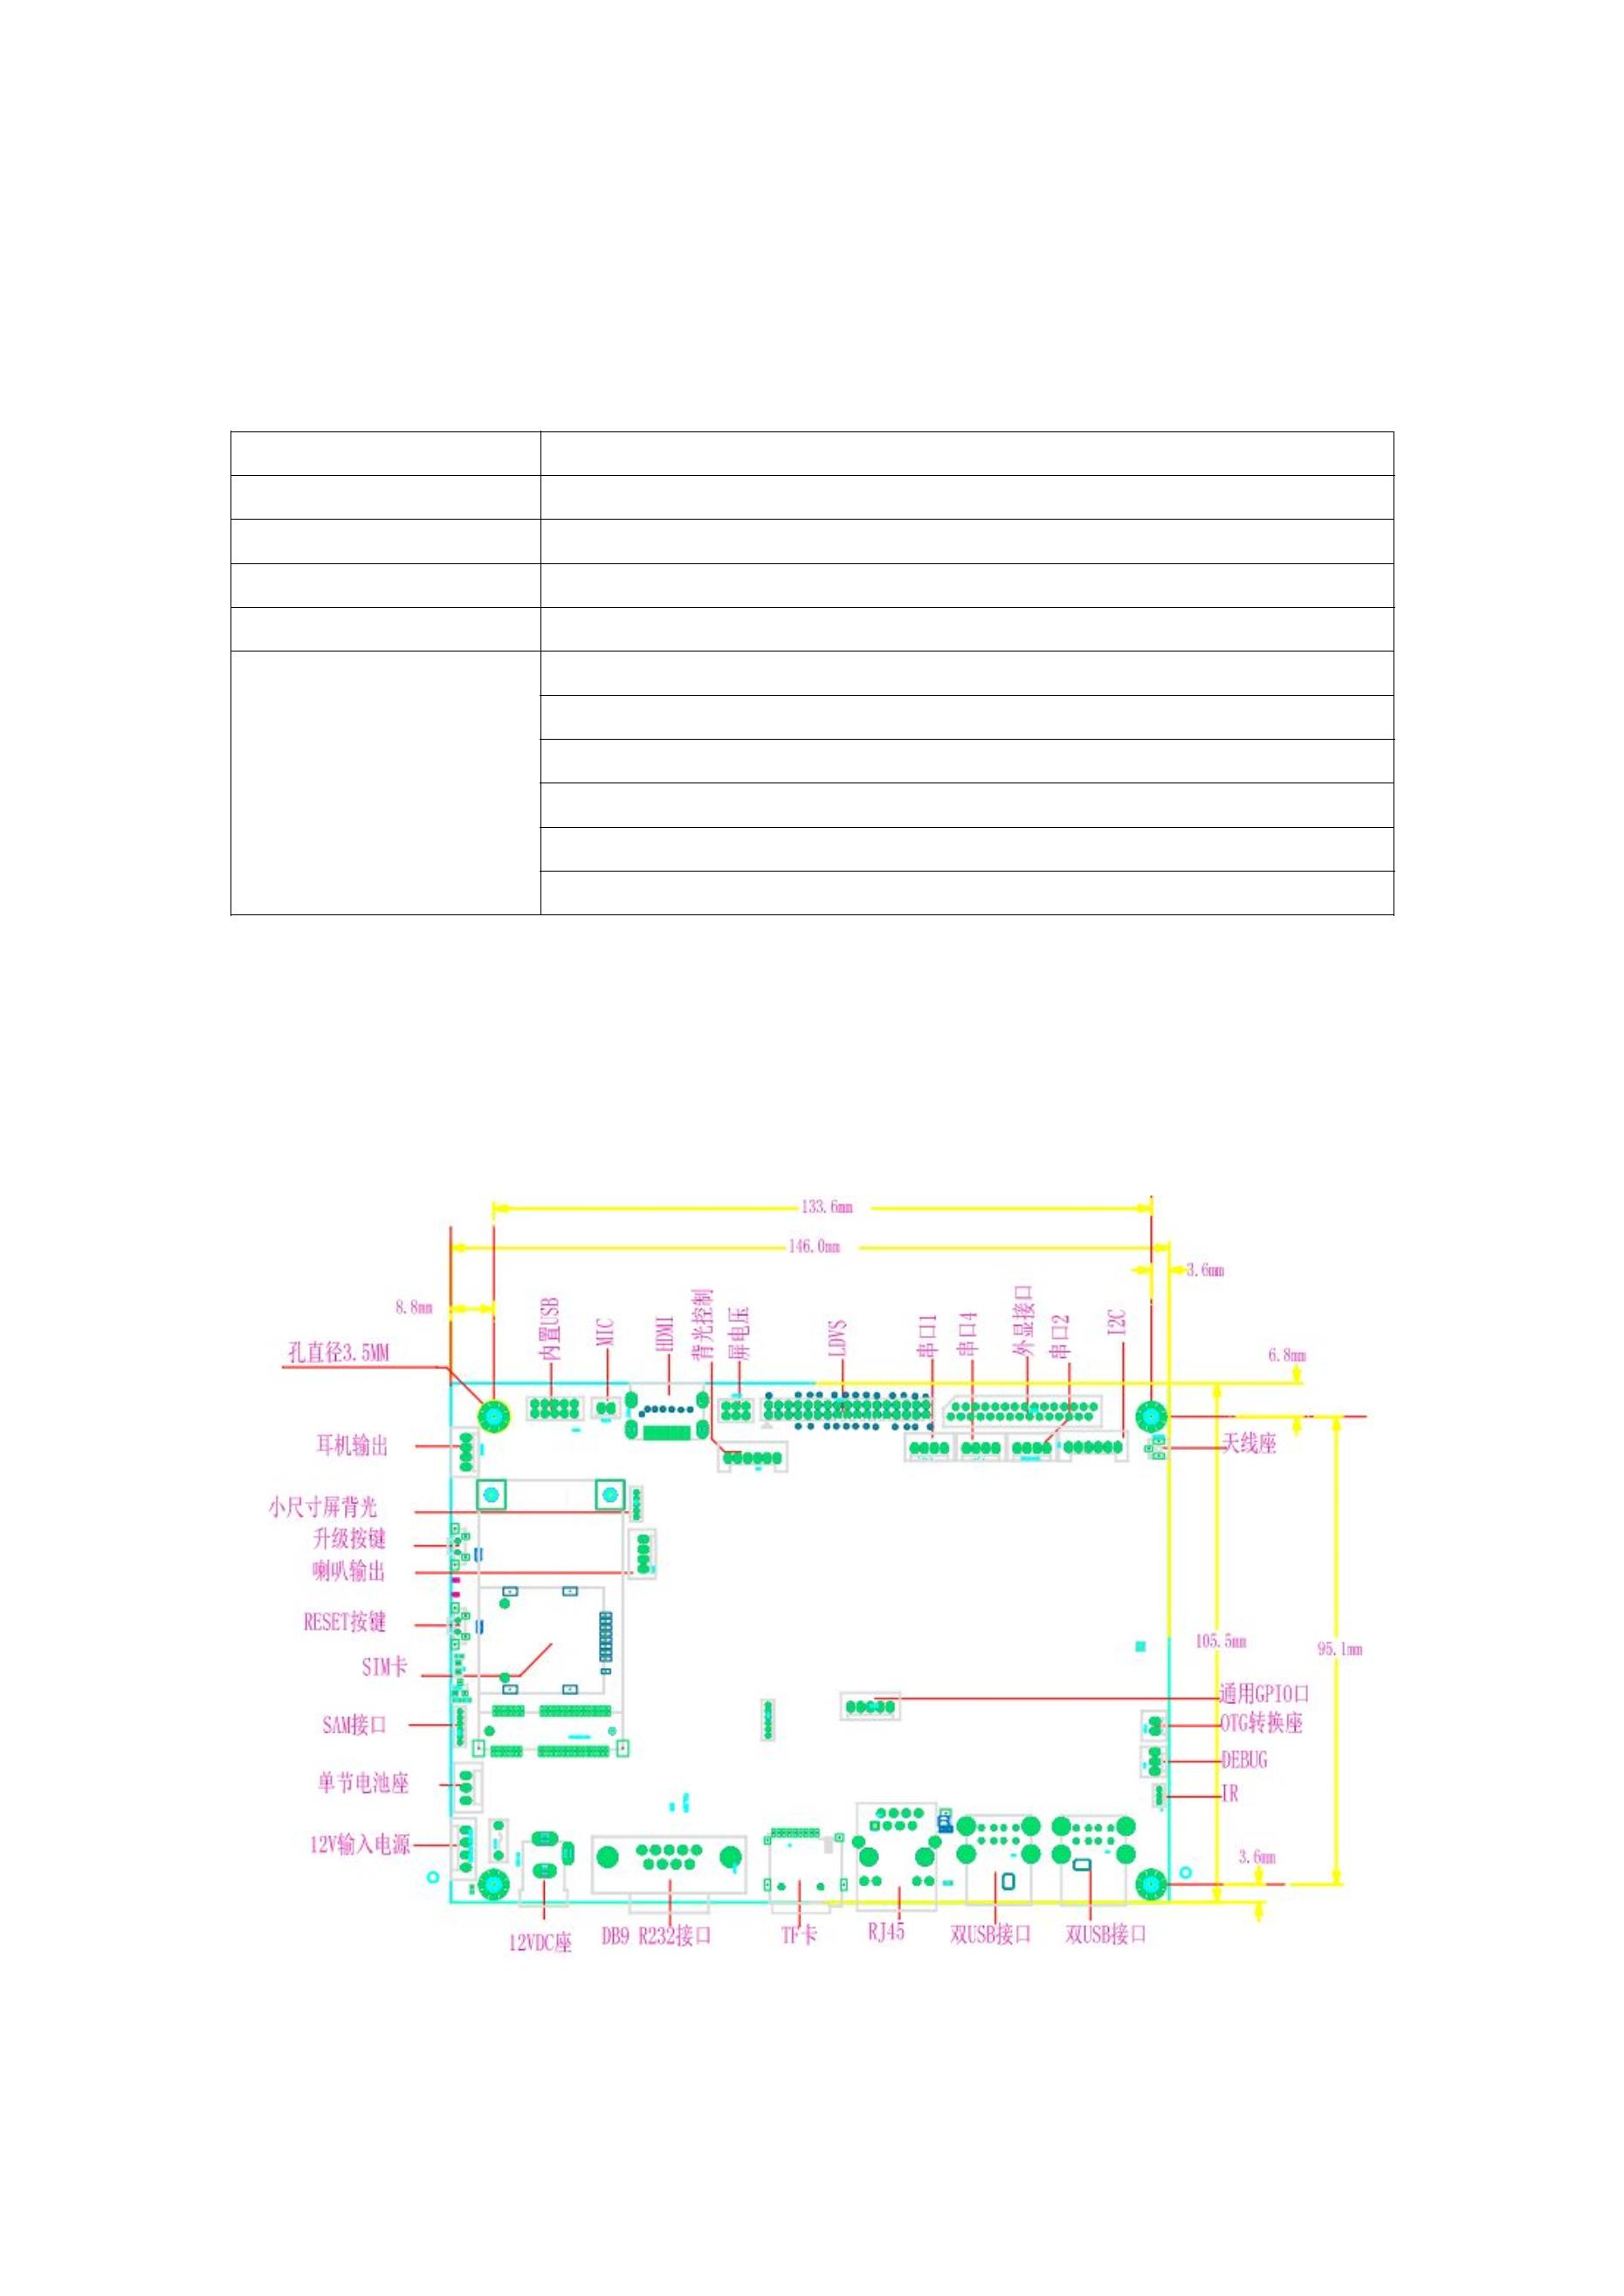 133.6mm
146.0mm
3.6mm
8.8mm
内置USB
MIC
HDMI
背光控制
屏电压
LDVS
串口1
串口4
外显接口
串口2
I2C
孔直径3.5MM
6.8mm
耳机输出
天线座
小尺寸屏背光
升级按键
喇叭输出
RESET按键
105.5mm
95.1mm
SIM卡
通用GPIO口
SAM接口
OTG转换座
DEBUG
单节电池座
IR
12V输入电源
3.6mm
12VDC座
DB9 R232接口
TF卡
RJ45
双USB接口
双USB接口